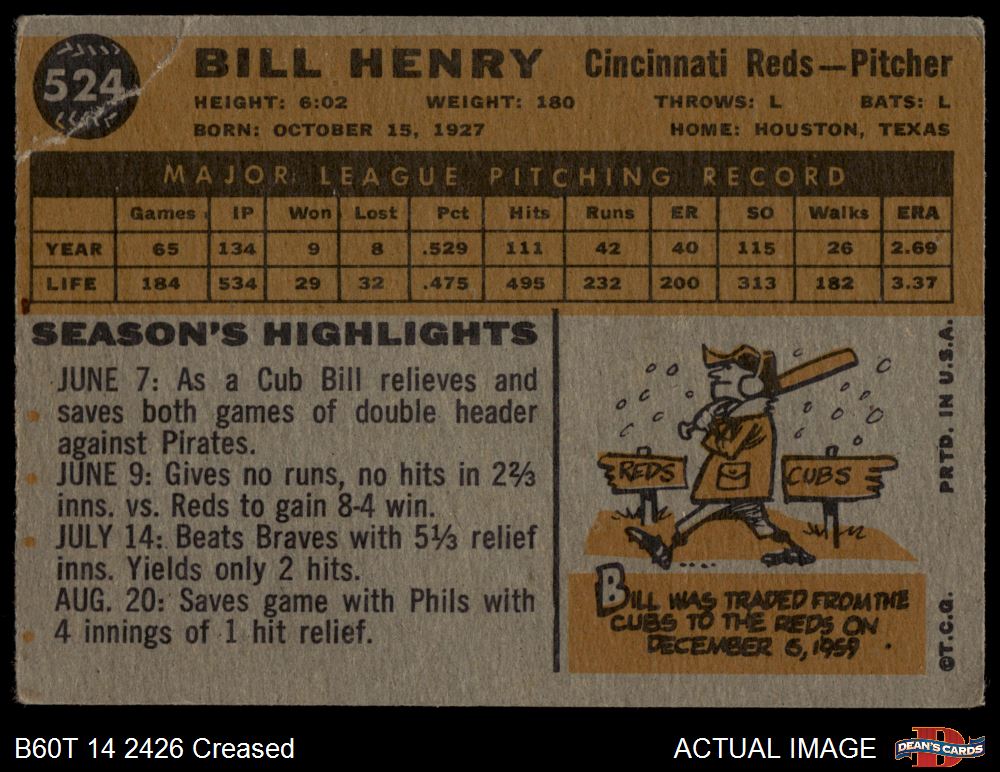 524
BILL HENRY Cincinnati Reds—Pitcher
HEIGHT: 6:02 WEIGHT: 180 THROWS: L BATS: L
BORN: OCTOBER 15, 1927 HOME: HOUSTON, TEXAS
MAJOR LEAGUE PITCHING RECORD
Games IP Won Lost Pct Hits Runs ER SO Walks ERA
YEAR 65 134 9 8 .529 111 42 40 115 26 2.69
LIFE 184 534 29 32 .475 495 232 200 313 182 3.37
SEASON'S HIGHLIGHTS
JUNE 7: As a Cub Bill relieves and
saves both games of double header
against Pirates.
JUNE 9: Gives no runs, no hits in 2⅔
inns. vs. Reds to gain 8-4 win.
JULY 14: Beats Braves with 5⅓ relief
inns. Yields only 2 hits.
AUG. 20: Saves game with Phils with
4 innings of 1 hit relief.
REDS
CUBS
BILL WAS TRADED FROM THE
CUBS TO THE REDS ON
DECEMBER 6, 1959.
PRTD. IN U.S.A.
©T.C.G.
B60T 14 2426 Creased
ACTUAL IMAGE
D
DEAN'S CARDS